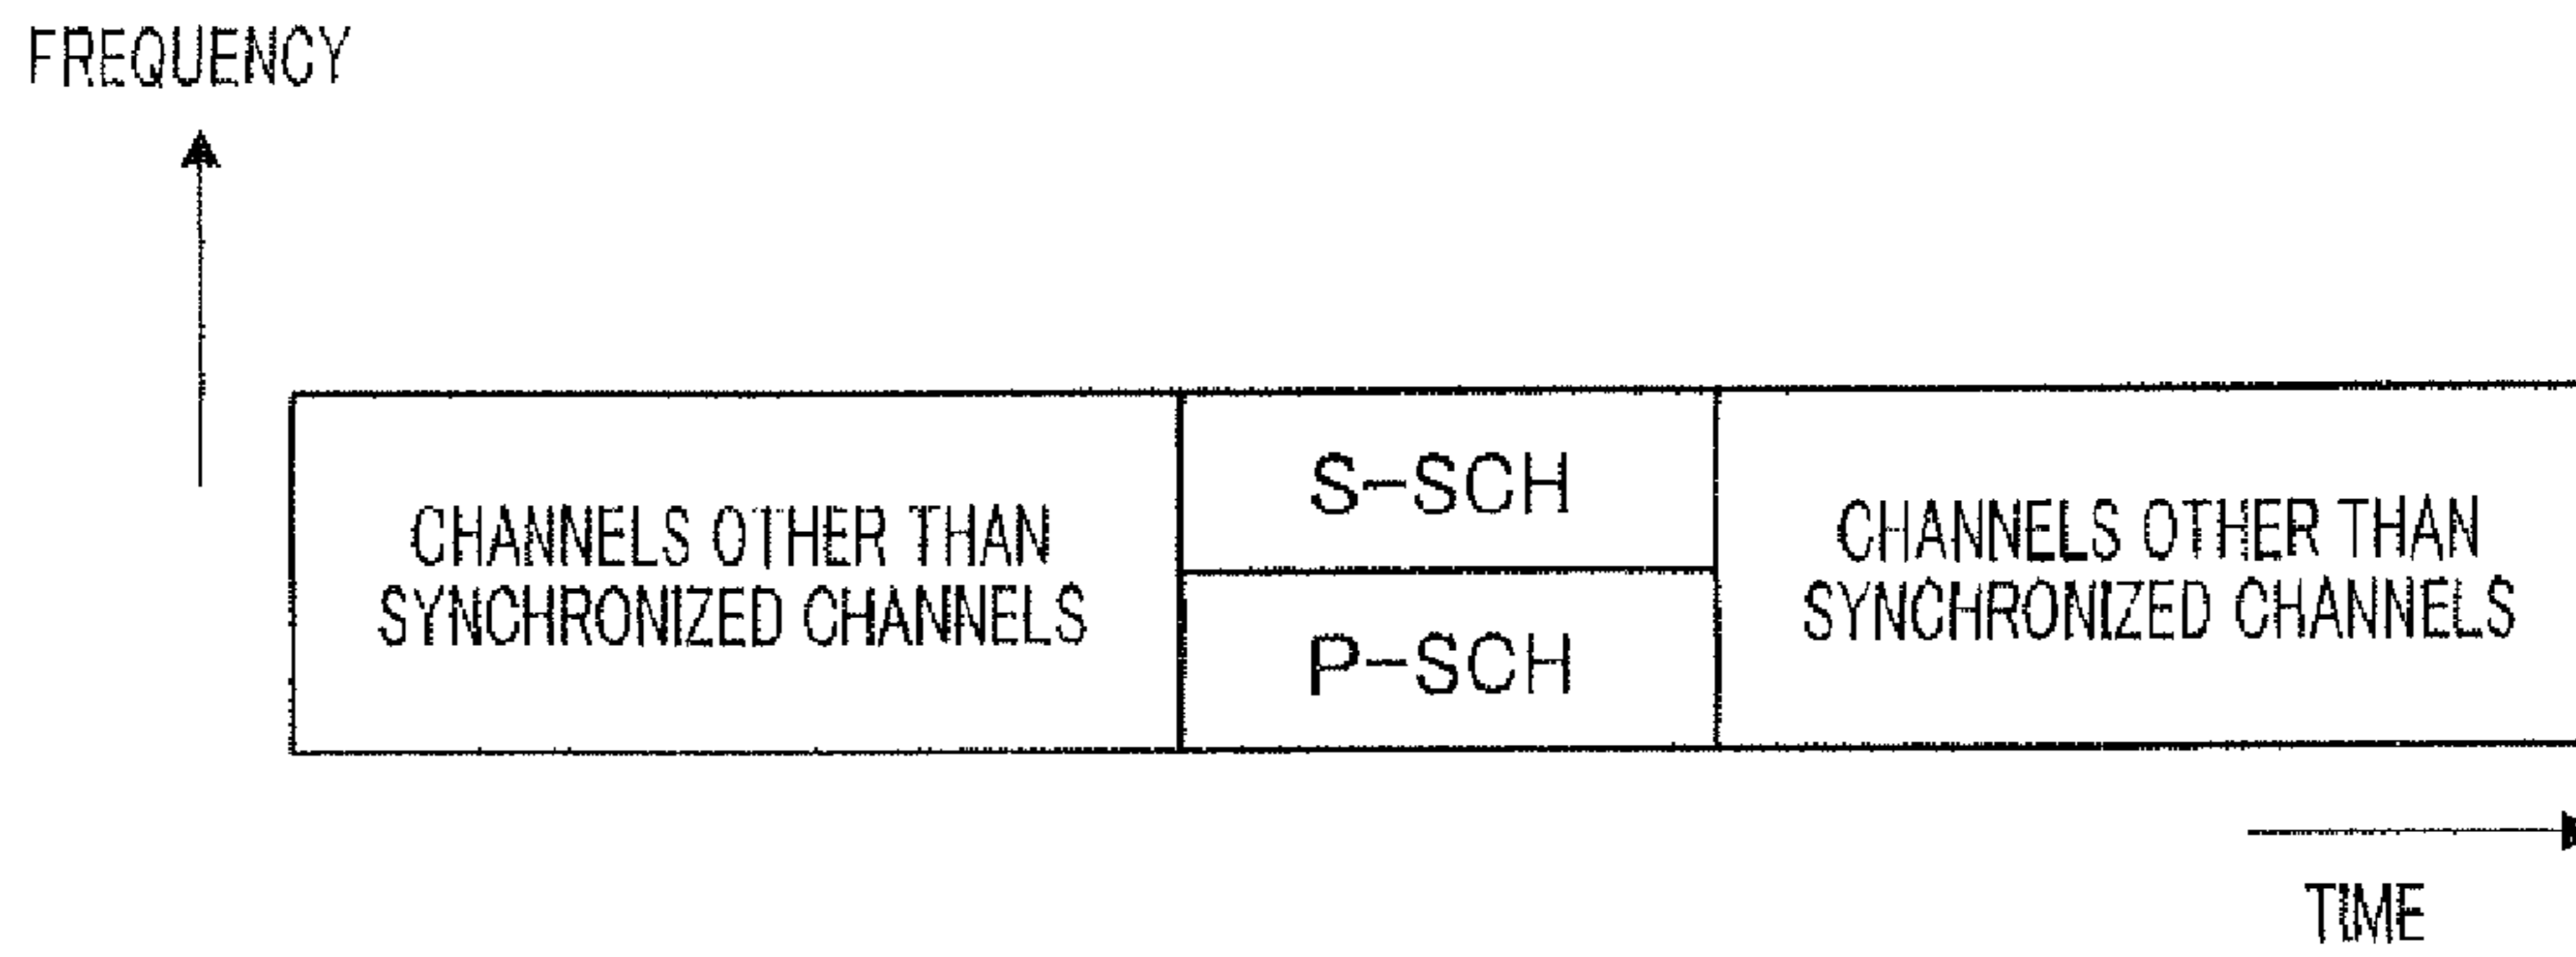 FREQUENCY
CHANNELS OTHER THAN
SYNCHRONIZED CHANNELS
S-SCH
P-SCH
CHANNELS OTHER THAN
SYNCHRONIZED CHANNELS
TIME